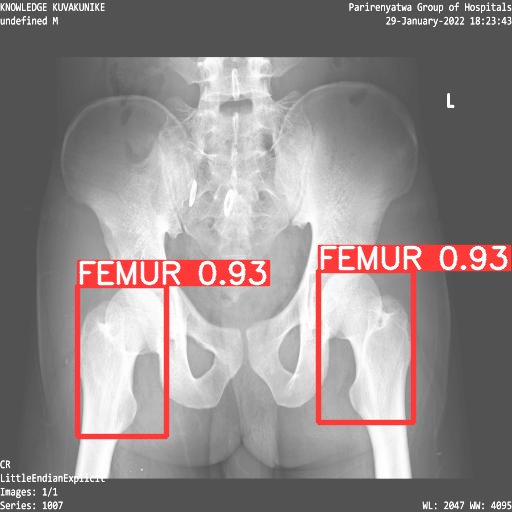 KNOWLEDGE KUVAKUNIKE
undefined M
Parirenyatwa Group of Hospitals
29-January-2022 18:23:43
L
FEMUR 0.93
FEMUR 0.93
CR
LittleEndianExplicit
Images: 1/1
Series: 1007
WL: 2047 WW: 4095